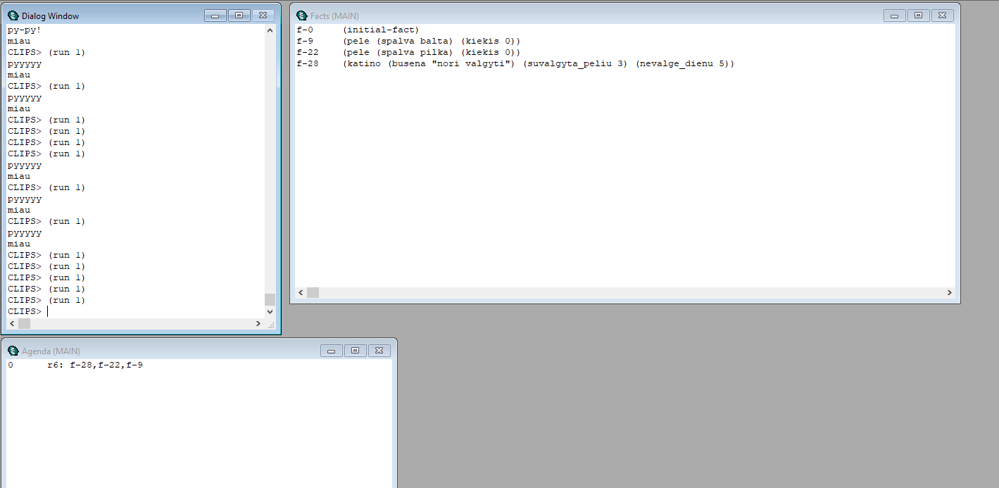 Dialog Window
py-py!
miau
CLIPS> (run 1)
pyyyyy
miau
CLIPS> (run 1)
pyyyyy
miau
CLIPS> (run 1)
CLIPS> (run 1)
CLIPS> (run 1)
CLIPS> (run 1)
pyyyyy
miau
CLIPS> (run 1)
pyyyyy
miau
CLIPS> (run 1)
pyyyyy
miau
CLIPS> (run 1)
CLIPS> (run 1)
CLIPS> (run 1)
CLIPS> (run 1)
CLIPS> (run 1)
CLIPS>
Facts (MAIN)
f-0 (initial-fact)
f-9 (pele (spalva balta) (kiekis 0))
f-22 (pele (spalva pilka) (kiekis 0))
f-28 (katino (busena "nori valgyti") (suvalgyta_peliu 3) (nevalge_dienu 5))
Agenda (MAIN)
0 r6: f-28,f-22,f-9